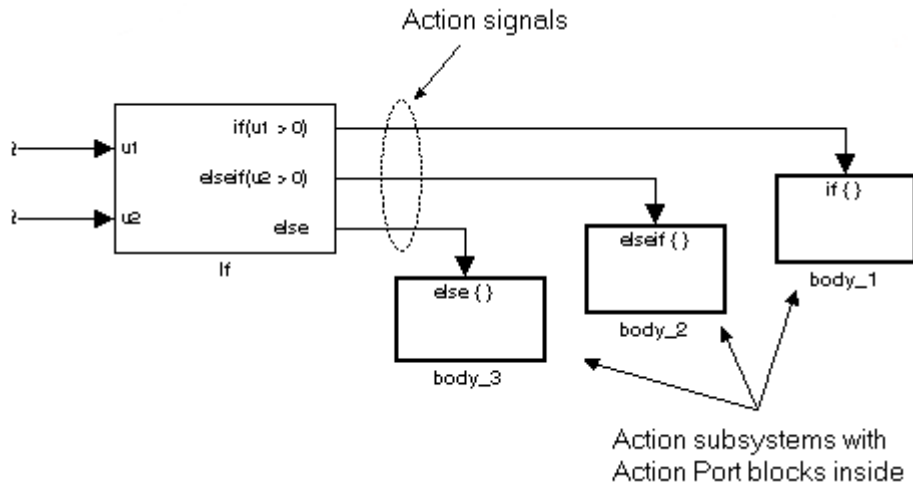 Action signals
if(u1 > 0)
u1
elseif(u2 > 0)
u2
else
If
if { }
body_1
elseif { }
body_2
else { }
body_3
Action subsystems with
Action Port blocks inside